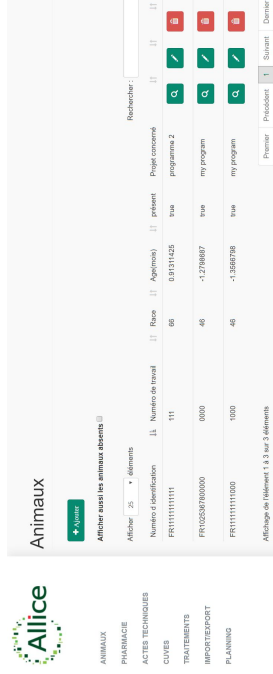 Allice
ANIMAUX
PHARMACIE
ACTES TECHNIQUES
CUVES
TRAITEMENTS
IMPORT/EXPORT
PLANNING
Animaux
+ Ajouter
Afficher aussi les animaux absents
Afficher 25 éléments
Rechercher :
Numéro d identification Numéro de travail Race Age(mois) présent Projet concerné
FR11111111111 111 66 0.91311425 true programme 2
FR1025367800000 0000 46 -1.2798687 true my program
FR1111111111000 1000 46 -1.3566798 true my program
Affichage de l'élément 1 à 3 sur 3 éléments
Premier Précédent 1 Suivant Dernier